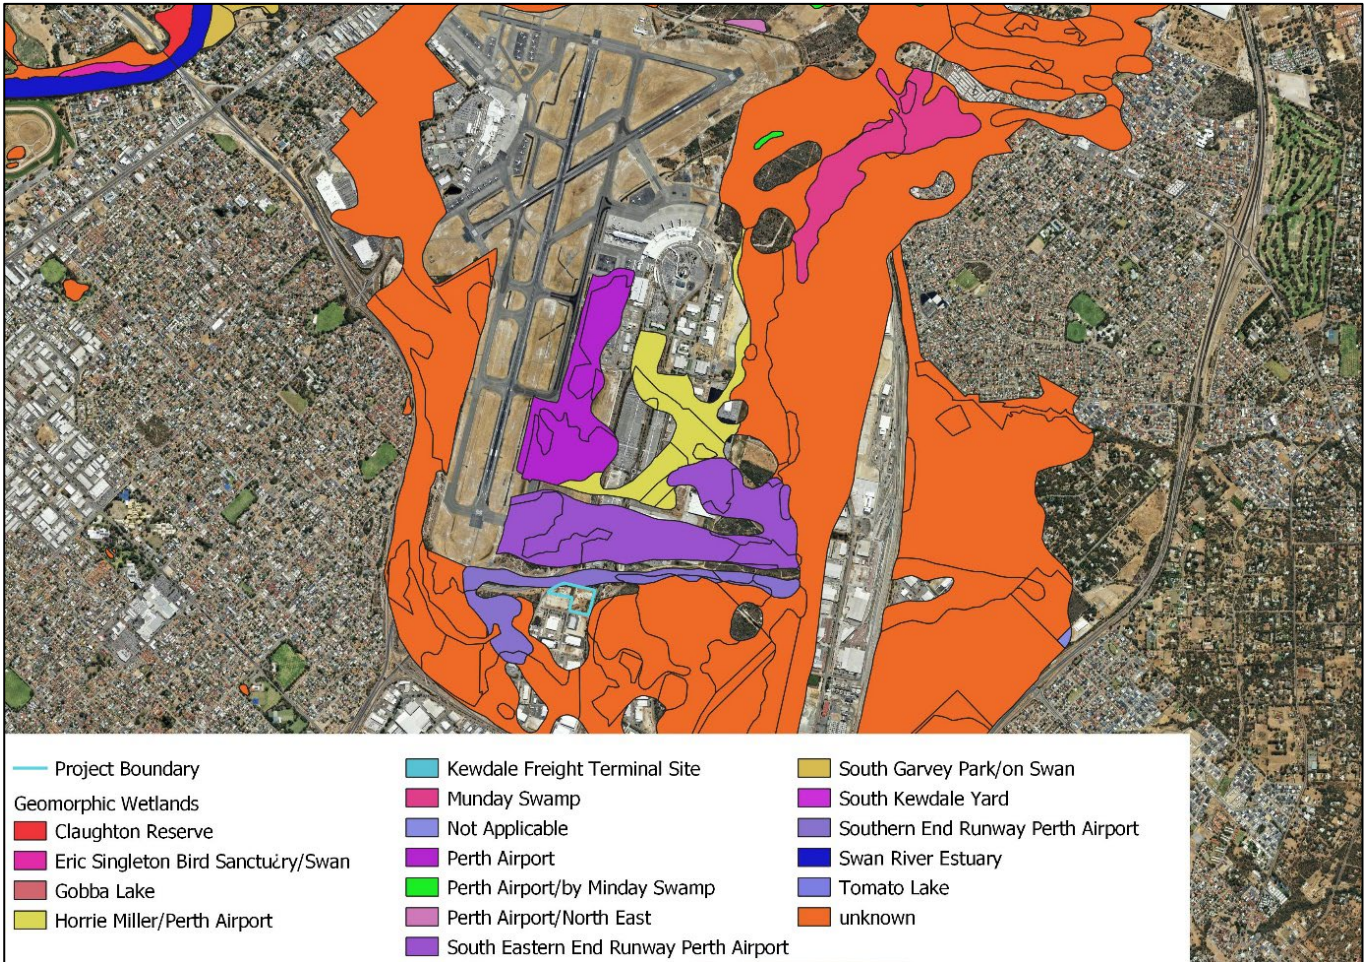 Project Boundary
Geomorphic Wetlands
Claughton Reserve
Eric Singleton Bird Sanctu¿ry/Swan
Gobba Lake
Horrie Miller/Perth Airport
Kewdale Freight Terminal Site
Munday Swamp
Not Applicable
Perth Airport
Perth Airport/by Minday Swamp
Perth Airport/North East
South Eastern End Runway Perth Airport
South Garvey Park/on Swan
South Kewdale Yard
Southern End Runway Perth Airport
Swan River Estuary
Tomato Lake
unknown